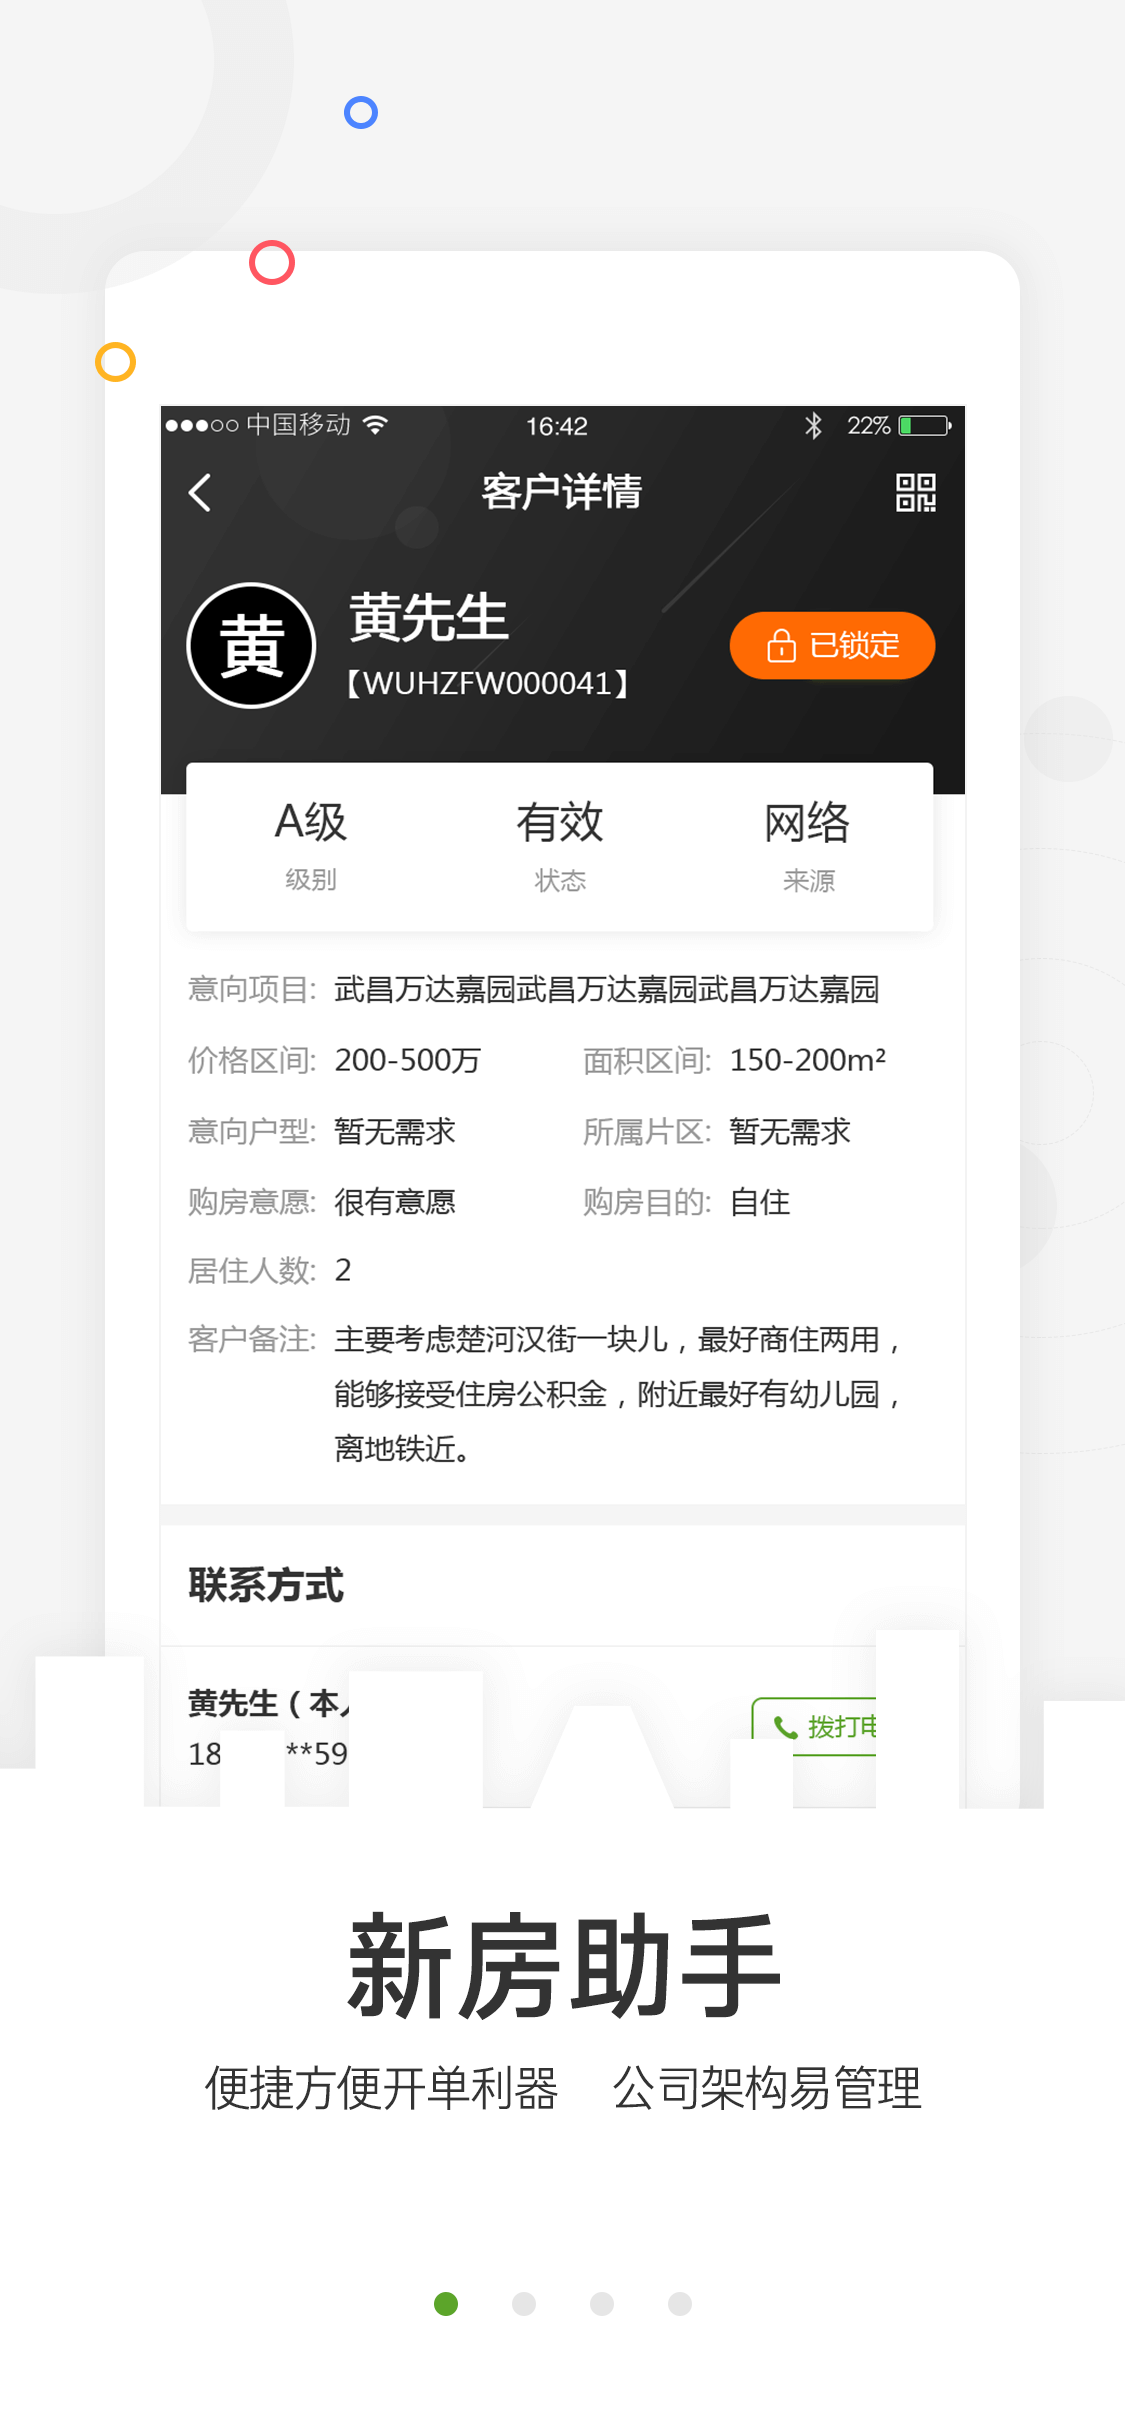 中国移动 16:42 22%
客户详情
黄
黄先生
【WUHZFW000041】
已锁定
A级 有效 网络
级别 状态 来源
意向项目: 武昌万达嘉园武昌万达嘉园武昌万达嘉园
价格区间: 200-500万 面积区间: 150-200m²
意向户型: 暂无需求 所属片区: 暂无需求
购房意愿: 很有意愿 购房目的: 自住
居住人数: 2
客户备注: 主要考虑楚河汉街一块儿，最好商住两用，
能够接受住房公积金，附近最好有幼儿园，
离地铁近。
联系方式
黄先生（本
拨打
18 **59
新房助手
便捷方便开单利器 公司架构易管理